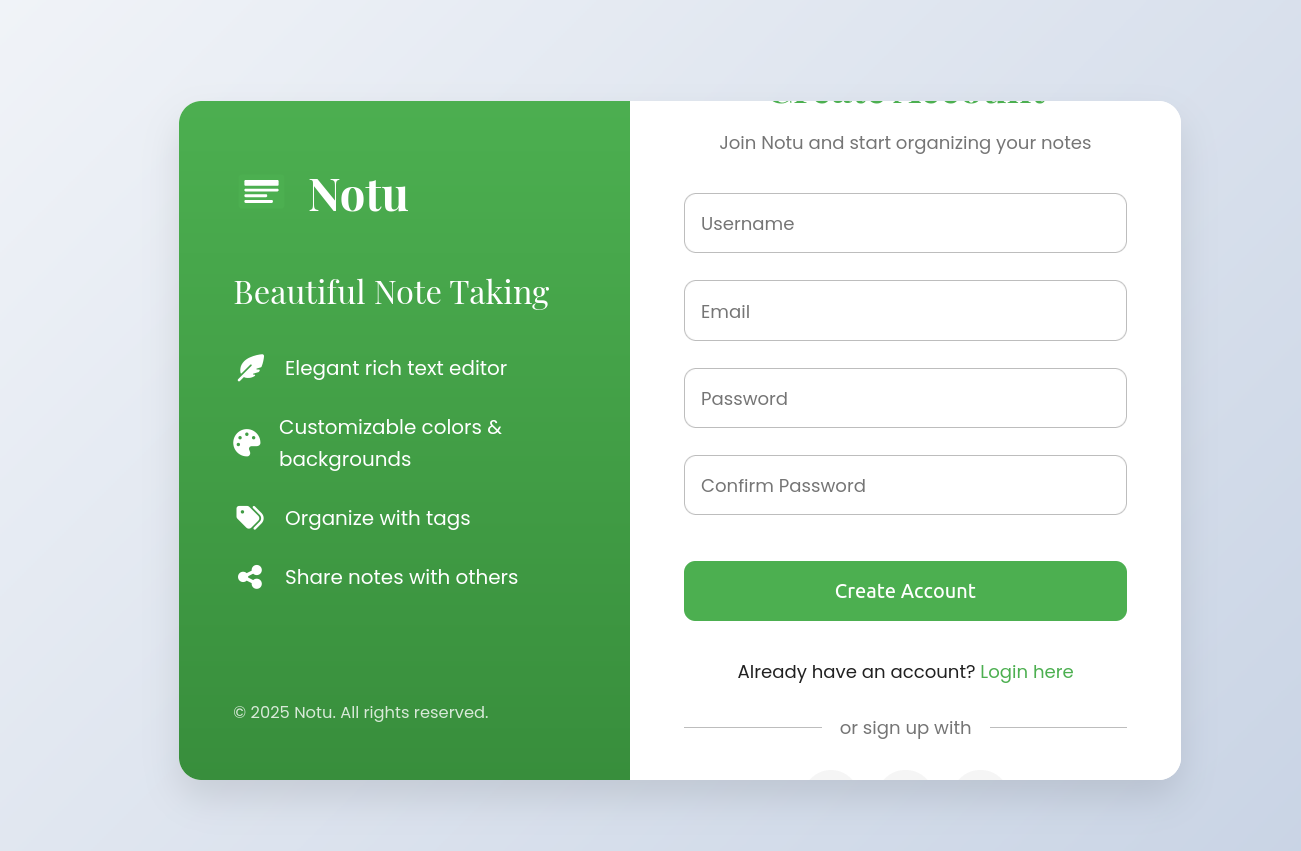 Notu
Beautiful Note Taking
Elegant rich text editor
Customizable colors &
backgrounds
Organize with tags
Share notes with others
© 2025 Notu. All rights reserved.
Create Account
Join Notu and start organizing your notes
Username
Email
Password
Confirm Password
Create Account
Already have an account? Login here
or sign up with